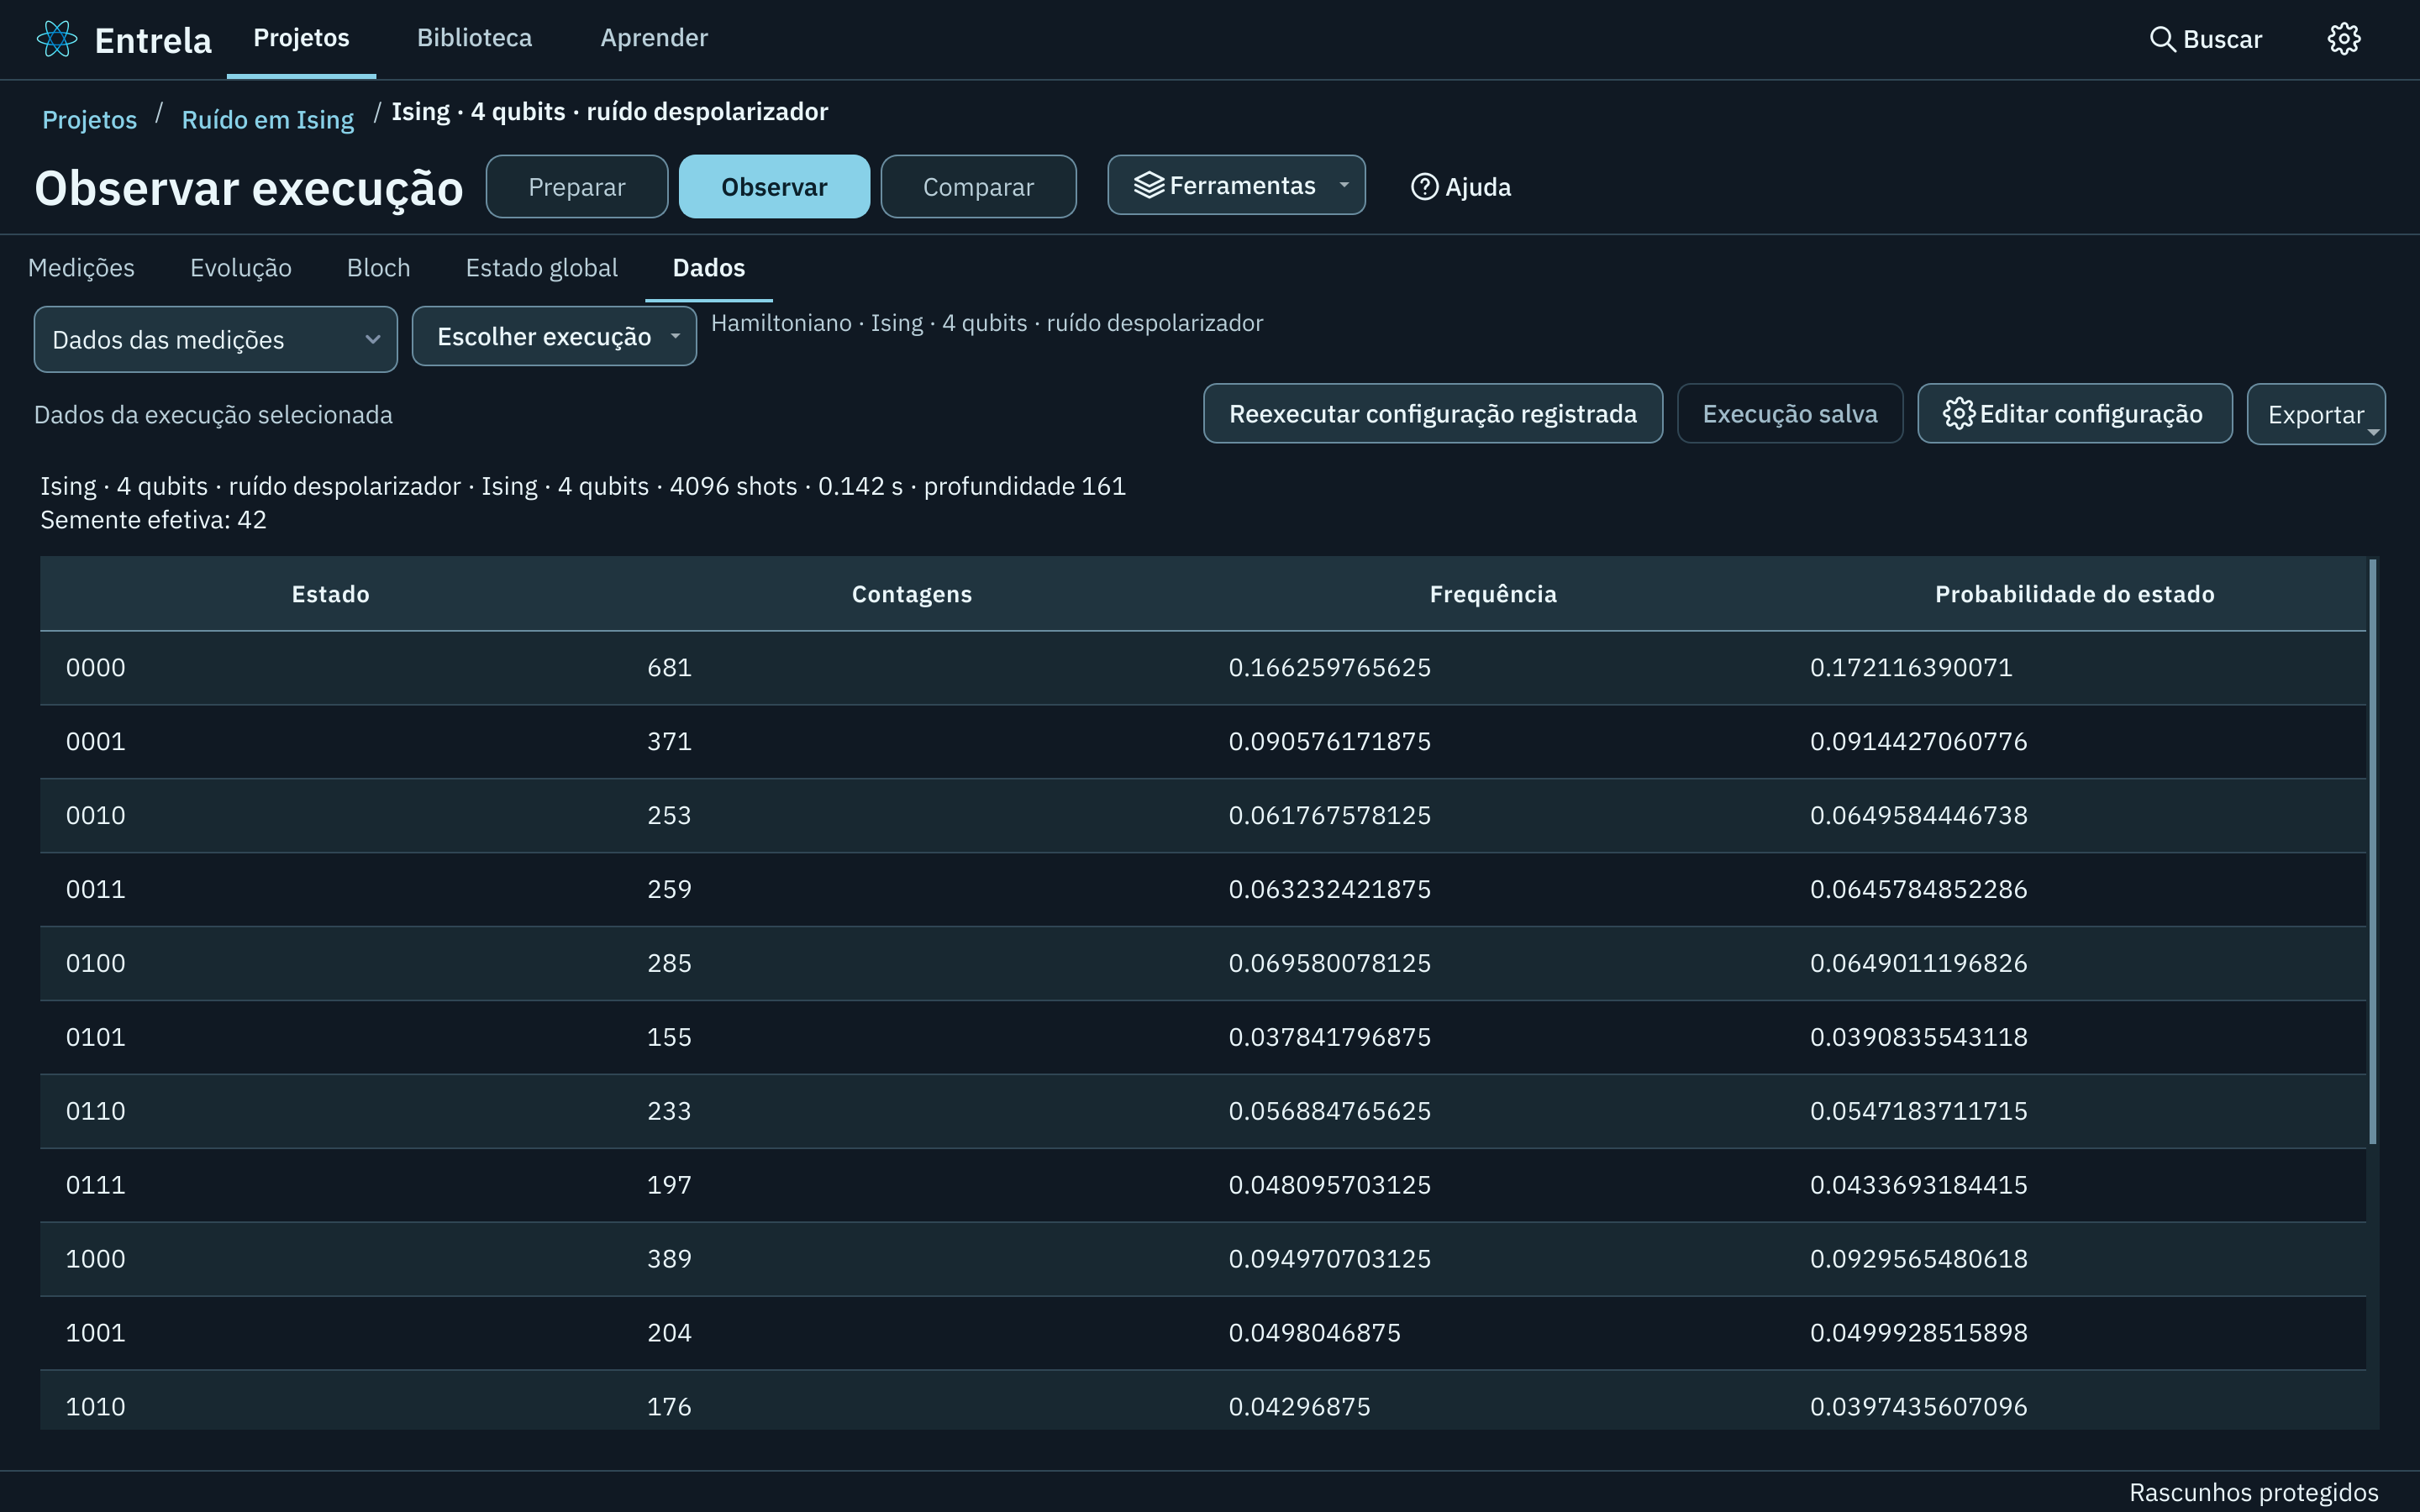 Entrela Projetos Biblioteca Aprender Buscar
Projetos / Ruído em Ising / Ising · 4 qubits · ruído despolarizador
Observar execução Preparar Observar Comparar Ferramentas Ajuda
Medições Evolução Bloch Estado global Dados
Dados das medições Escolher execução Hamiltoniano · Ising · 4 qubits · ruído despolarizador
Dados da execução selecionada Reexecutar configuração registrada Execução salva Editar configuração Exportar
Ising · 4 qubits · ruído despolarizador · Ising · 4 qubits · 4096 shots · 0.142 s · profundidade 161
Semente efetiva: 42
Estado Contagens Frequência Probabilidade do estado
0000 681 0.166259765625 0.172116390071
0001 371 0.090576171875 0.0914427060776
0010 253 0.061767578125 0.0649584446738
0011 259 0.063232421875 0.0645784852286
0100 285 0.069580078125 0.0649011196826
0101 155 0.037841796875 0.0390835543118
0110 233 0.056884765625 0.0547183711715
0111 197 0.048095703125 0.0433693184415
1000 389 0.094970703125 0.0929565480618
1001 204 0.0498046875 0.0499928515898
1010 176 0.04296875 0.0397435607096
Rascunhos protegidos